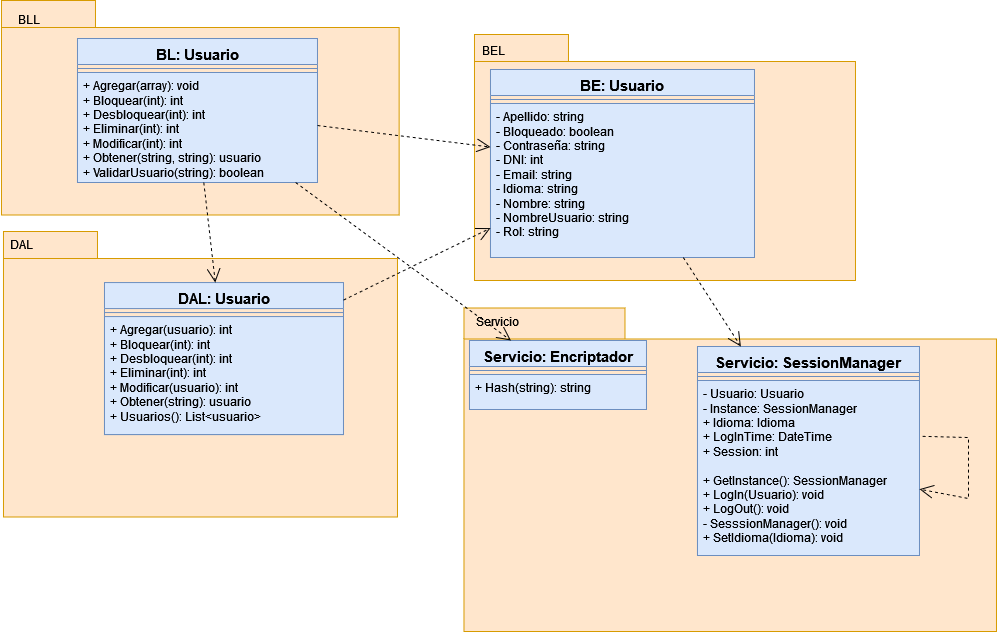 BLL
BL: Usuario
+ Agregar(array): void
+ Bloquear(int): int
+ Desbloquear(int): int
+ Eliminar(int): int
+ Modificar(int): int
+ Obtener(string, string): usuario
+ ValidarUsuario(string): boolean
BEL
BE: Usuario
- Apellido: string
- Bloqueado: boolean
- Contraseña: string
- DNI: int
- Email: string
- Idioma: string
- Nombre: string
- NombreUsuario: string
- Rol: string
DAL
DAL: Usuario
+ Agregar(usuario): int
+ Bloquear(int): int
+ Desbloquear(int): int
+ Eliminar(int): int
+ Modificar(usuario): int
+ Obtener(string): usuario
+ Usuarios(): List<usuario>
Servicio
Servicio: Encriptador
+ Hash(string): string
Servicio: SessionManager
- Usuario: Usuario
- Instance: SessionManager
+ Idioma: Idioma
+ LogInTime: DateTime
+ Session: int
+ GetInstance(): SessionManager
+ LogIn(Usuario): void
+ LogOut(): void
- SesssionManager(): void
+ SetIdioma(Idioma): void